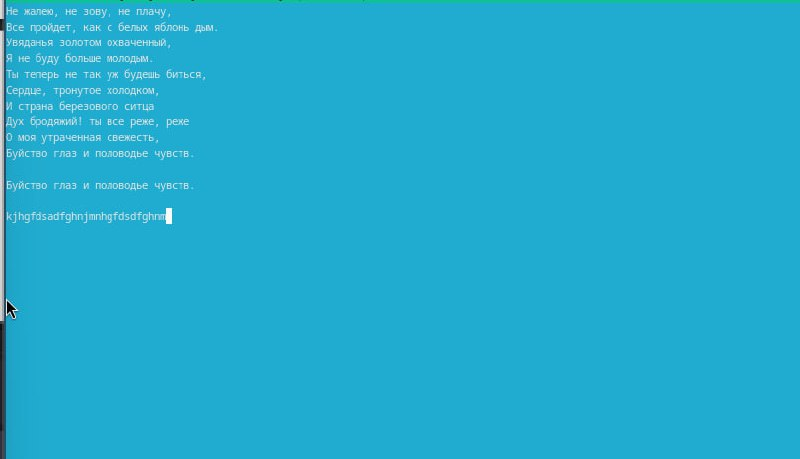 Не жалею, не зову, не плачу,
Все пройдет, как с белых яблонь дым.
Увяданья золотом охваченный,
Я не буду больше молодым.
Ты теперь не так уж будешь биться,
Сердце, тронутое холодком,
И страна березового ситца
Дух бродяжий! ты все реже, реже
О моя утраченная свежесть,
Буйство глаз и половодье чувств.
Буйство глаз и половодье чувств.
kjhgfdsadfghnjmnhgfdsdfghnm